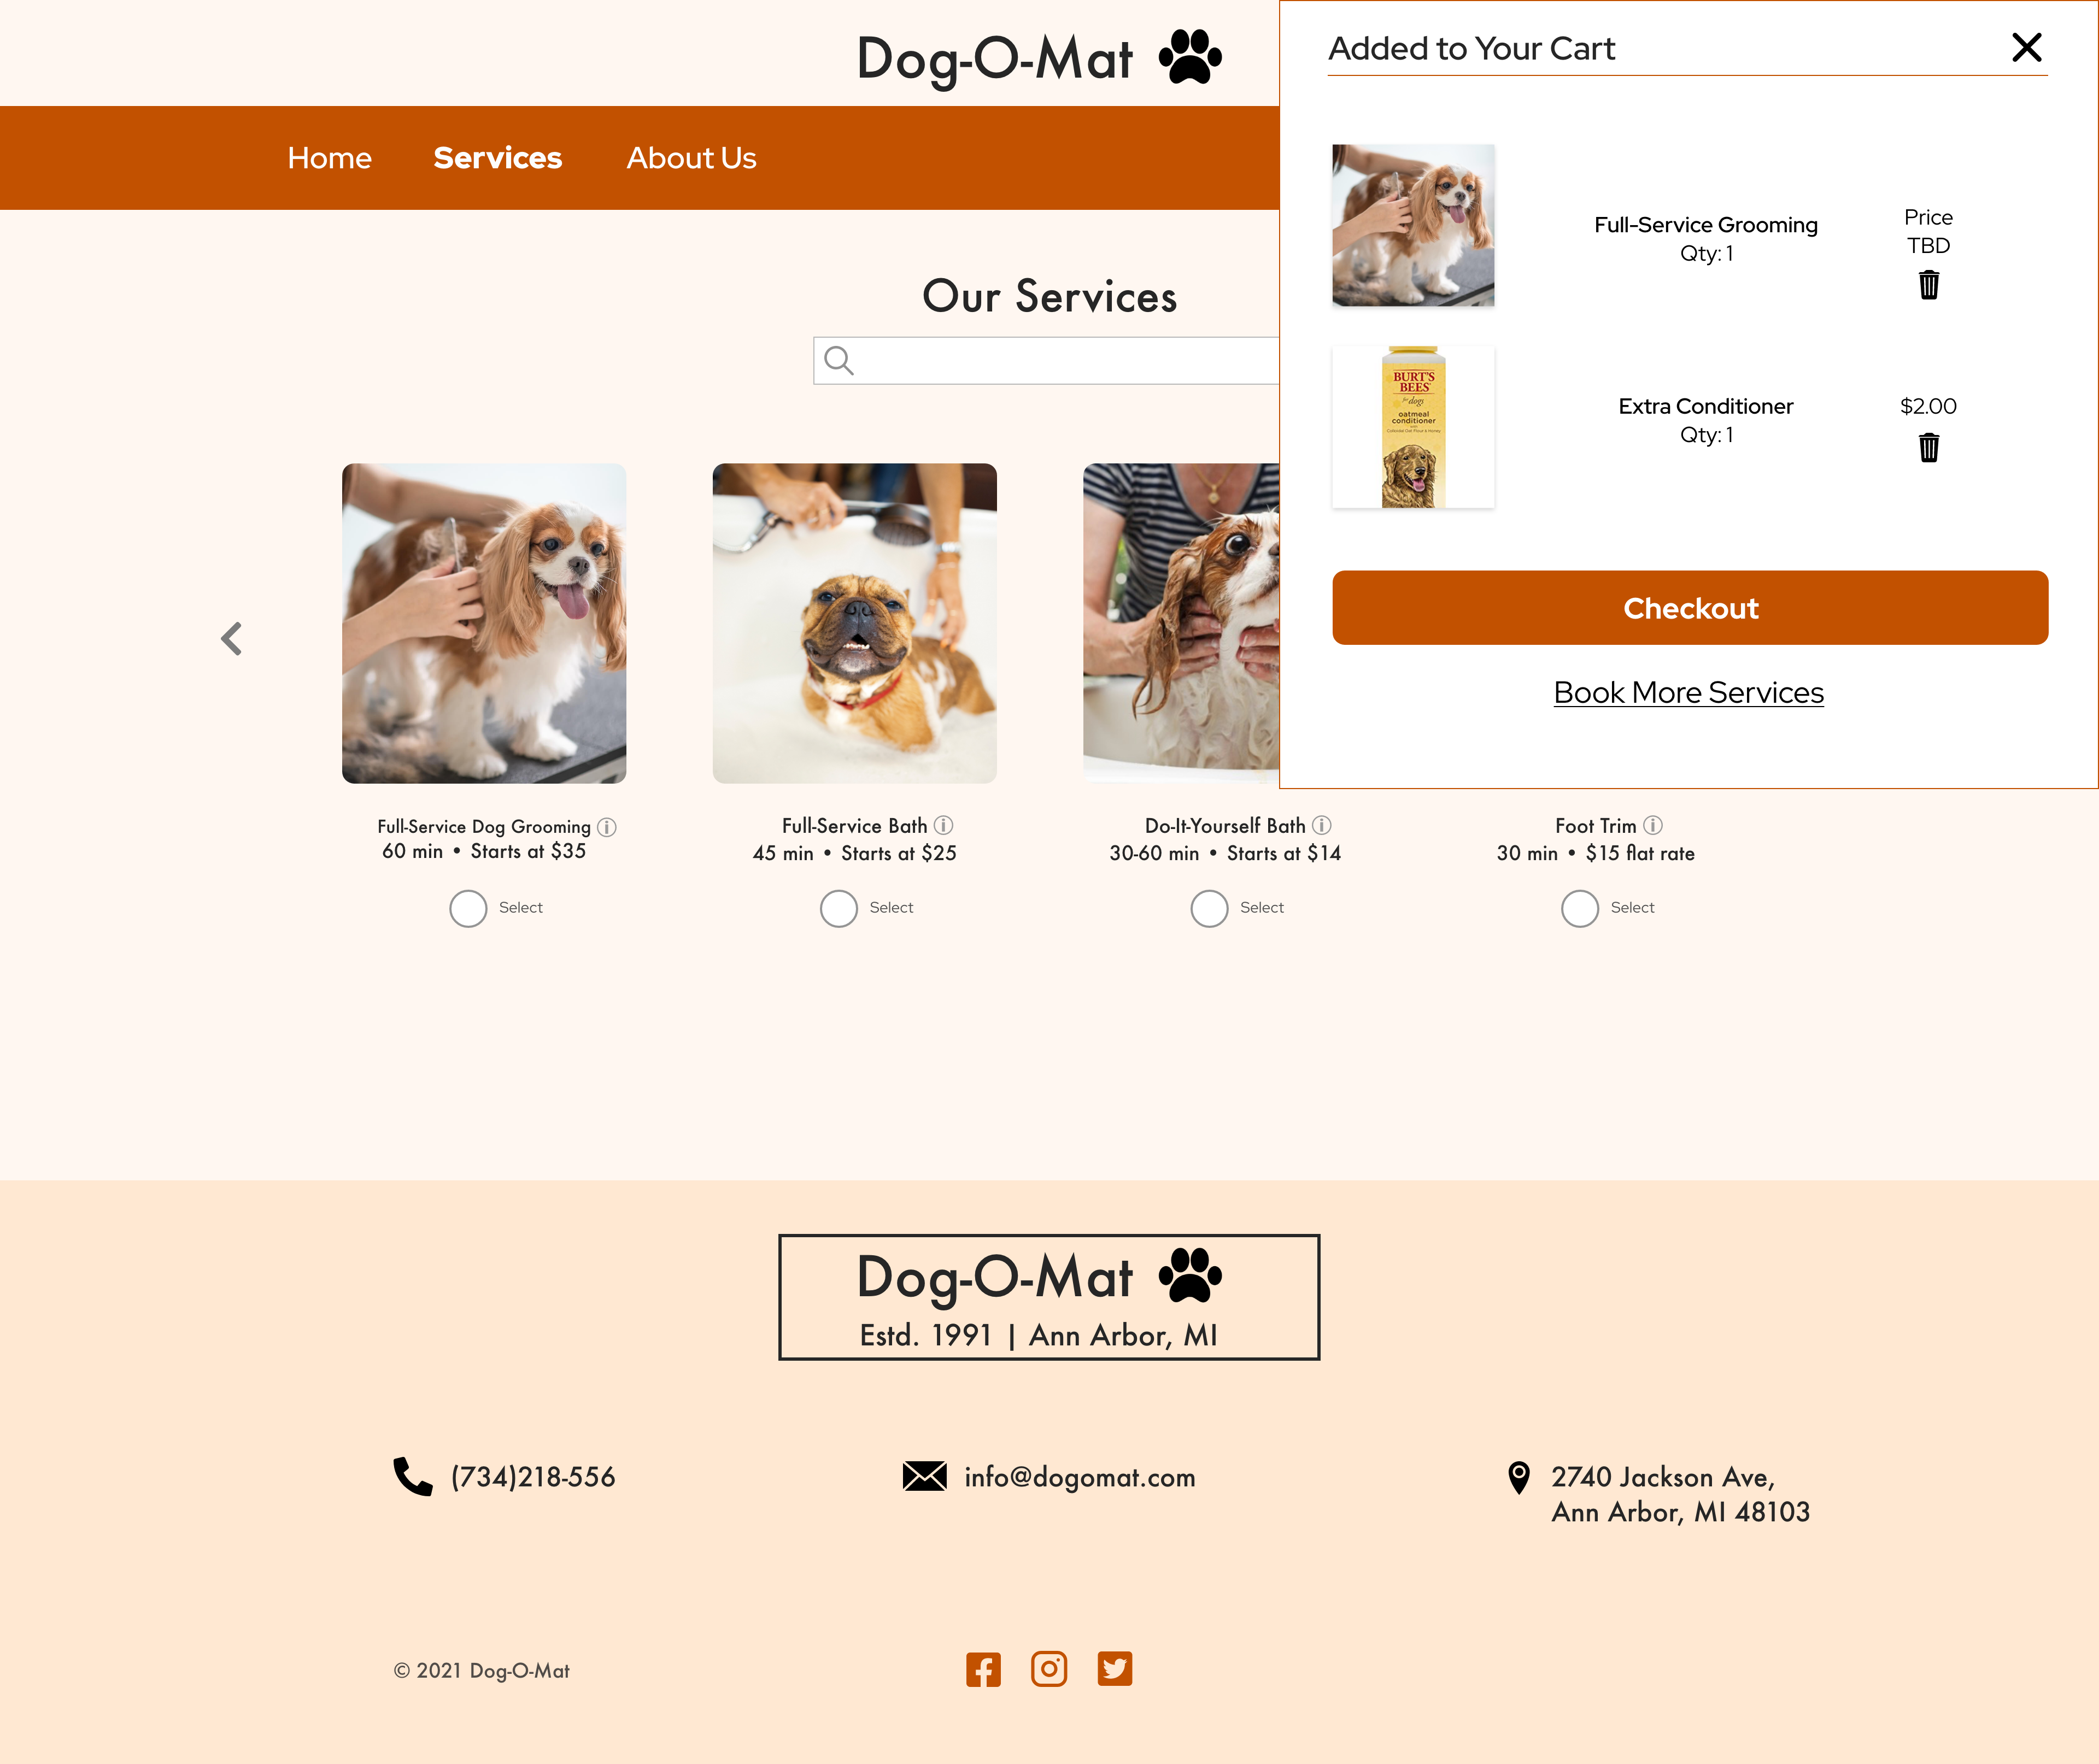 Dog-O-Mat
Home
Services
About Us
Added to Your Cart
Full-Service Grooming
Qty: 1
Price
TBD
BURT'S
BEES
for dogs
oatmeal
conditioner
with
Colloidal Oat Flour & Honey
Extra Conditioner
Qty: 1
$2.00
Checkout
Book More Services
Our Services
Full-Service Dog Grooming
60 min • Starts at $35
Select
Full-Service Bath
45 min • Starts at $25
Select
Do-It-Yourself Bath
30-60 min • Starts at $14
Select
Foot Trim
30 min • $15 flat rate
Select
Dog-O-Mat
Estd. 1991 | Ann Arbor, MI
(734)218-556
info@dogomat.com
2740 Jackson Ave,
Ann Arbor, MI 48103
© 2021 Dog-O-Mat